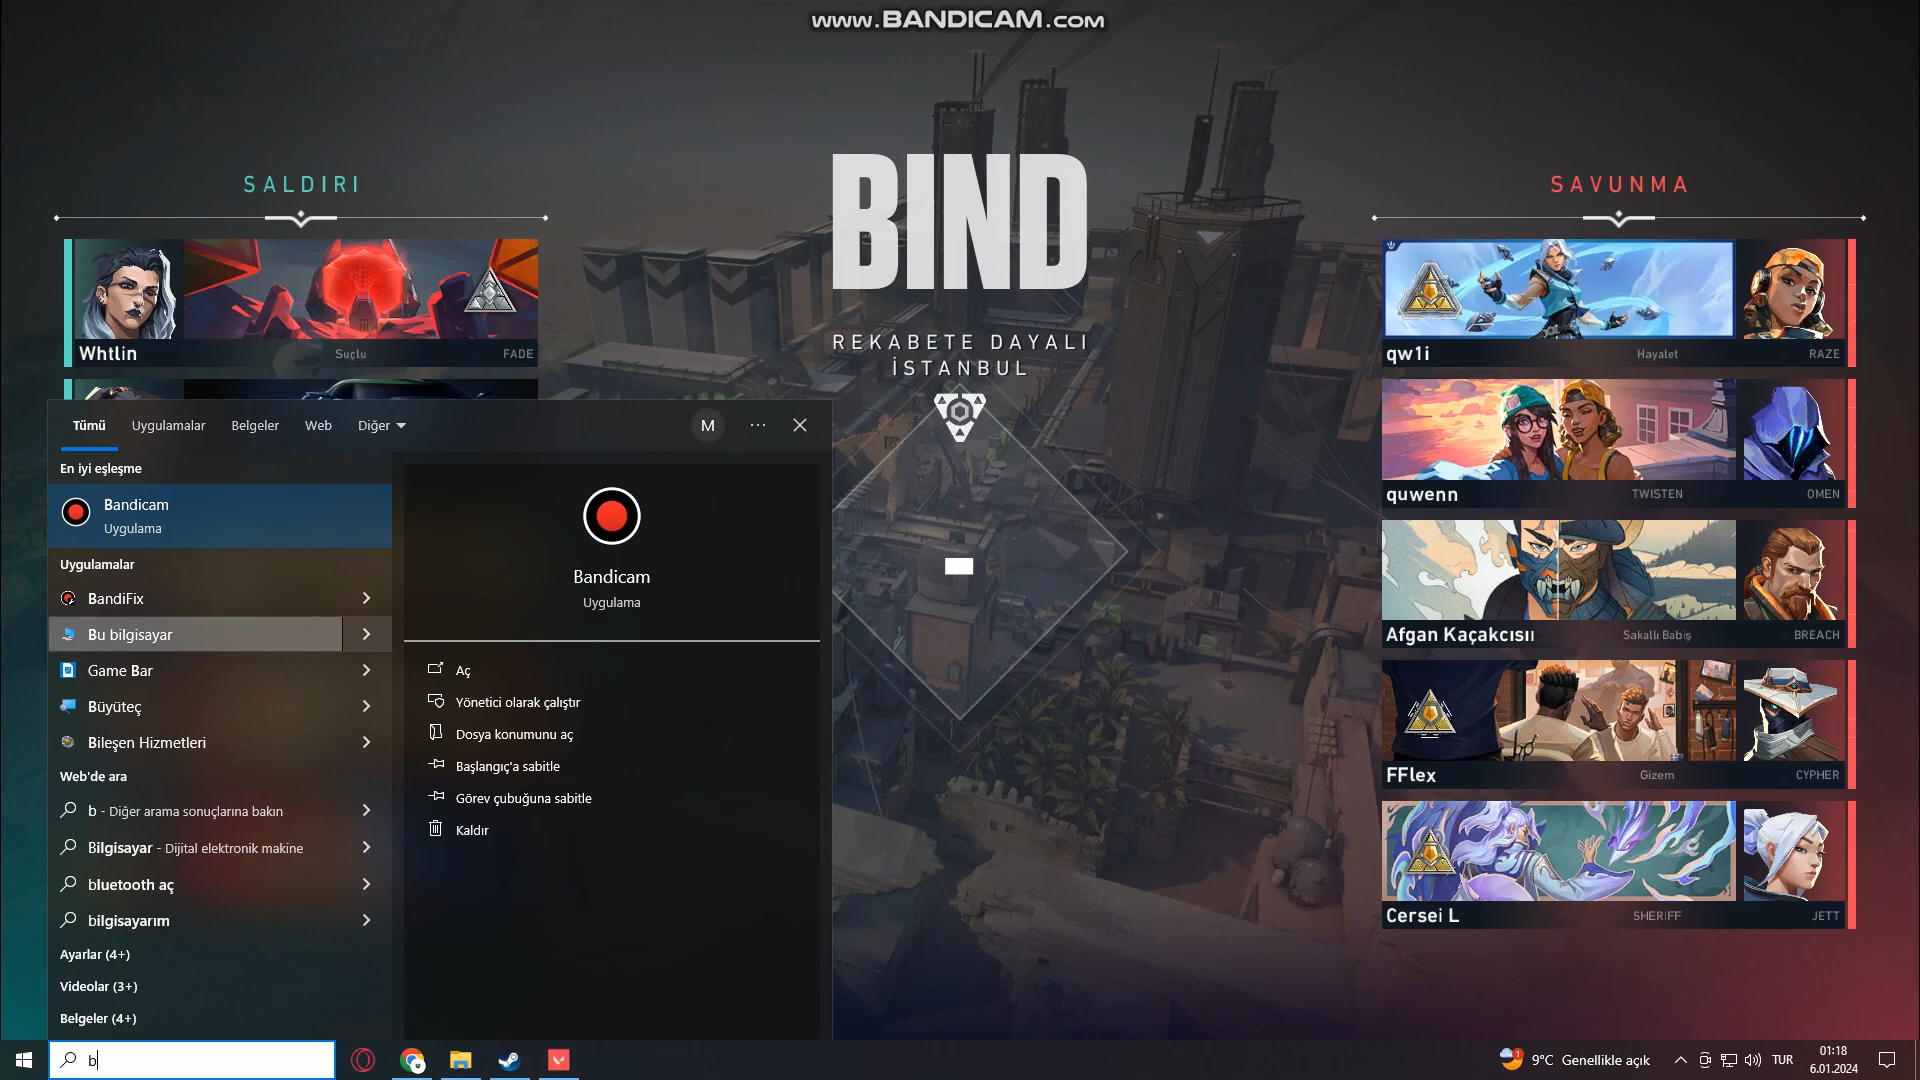 www.BANDICAM.com
SALDIRI
Whtlin
Suçlu
FADE
BIND
REKABETE DAYALI
İSTANBUL
SAVUNMA
qw1i
Hayalet
RAZE
quwenn
TWISTEN
OMEN
Afgan Kaçakcısıı
Sakallı Babiş
BREACH
FFlex
Gizem
CYPHER
Cersei L
SHERIFF
JETT
Tümü
Uygulamalar
Belgeler
Web
Diğer
M
En iyi eşleşme
Bandicam
Uygulama
Uygulamalar
BandiFix
Bu bilgisayar
Game Bar
Büyüteç
Bileşen Hizmetleri
Web'de ara
b - Diğer arama sonuçlarına bakın
Bilgisayar - Dijital elektronik makine
bluetooth aç
bilgisayarım
Ayarlar (4+)
Videolar (3+)
Belgeler (4+)
Bandicam
Uygulama
Aç
Yönetici olarak çalıştır
Dosya konumunu aç
Başlangıç'a sabitle
Görev çubuğuna sabitle
Kaldır
b
1
9°C Genellikle açık
TUR
01:18
6.01.2024